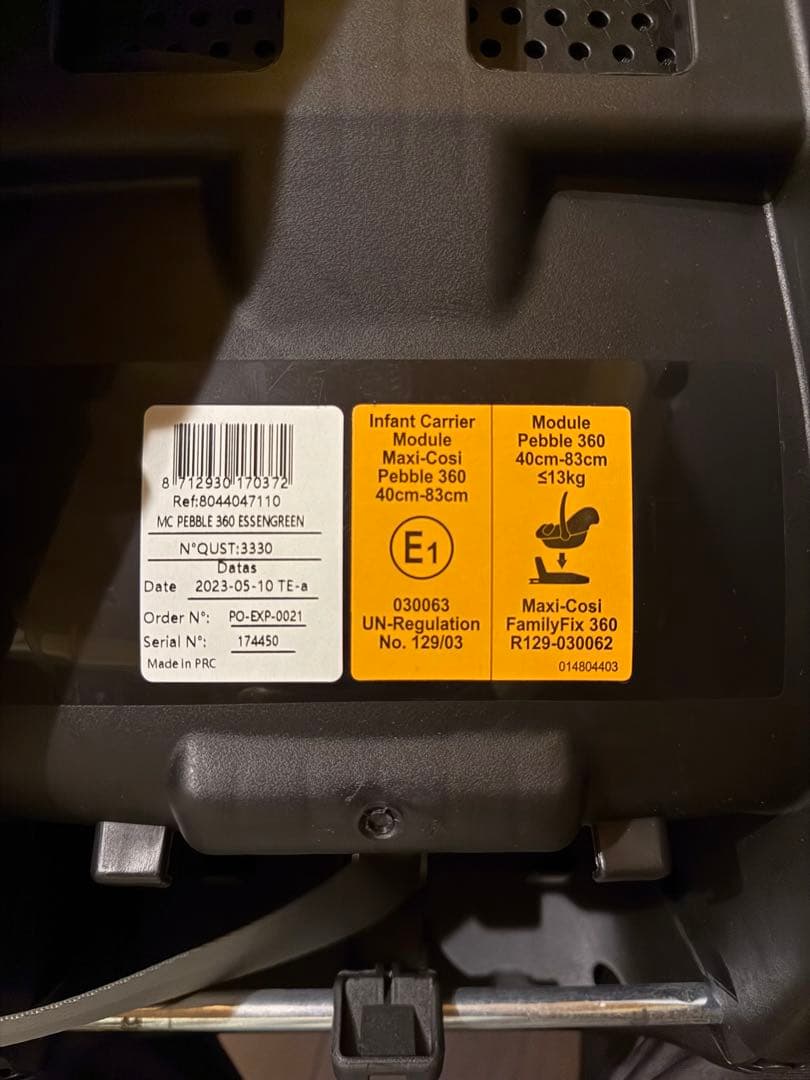 8 712930 170372
Ref:8044047110
MC PEBBLE 360 ESSENGREEN
N°QUST:3330
Datas
Date 2023-05-10 TE-a
Order N°: PO-EXP-0021
Serial N°: 174450
Made in PRC
Infant Carrier
Module
Maxi-Cosi
Pebble 360
40cm-83cm
E1
030063
UN-Regulation
No. 129/03
Module
Pebble 360
40cm-83cm
≤13kg
Maxi-Cosi
FamilyFix 360
R129-030062
014804403